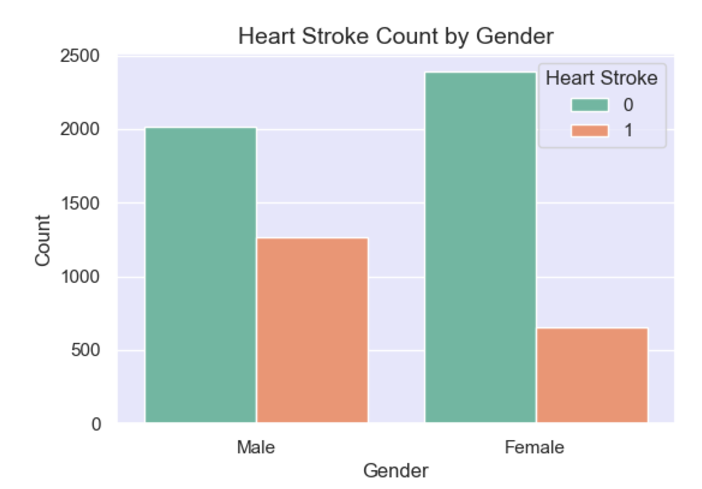 Heart Stroke Count by Gender
2500
2000
1500
1000
500
0
Count
Heart Stroke
0
1
Male
Female
Gender